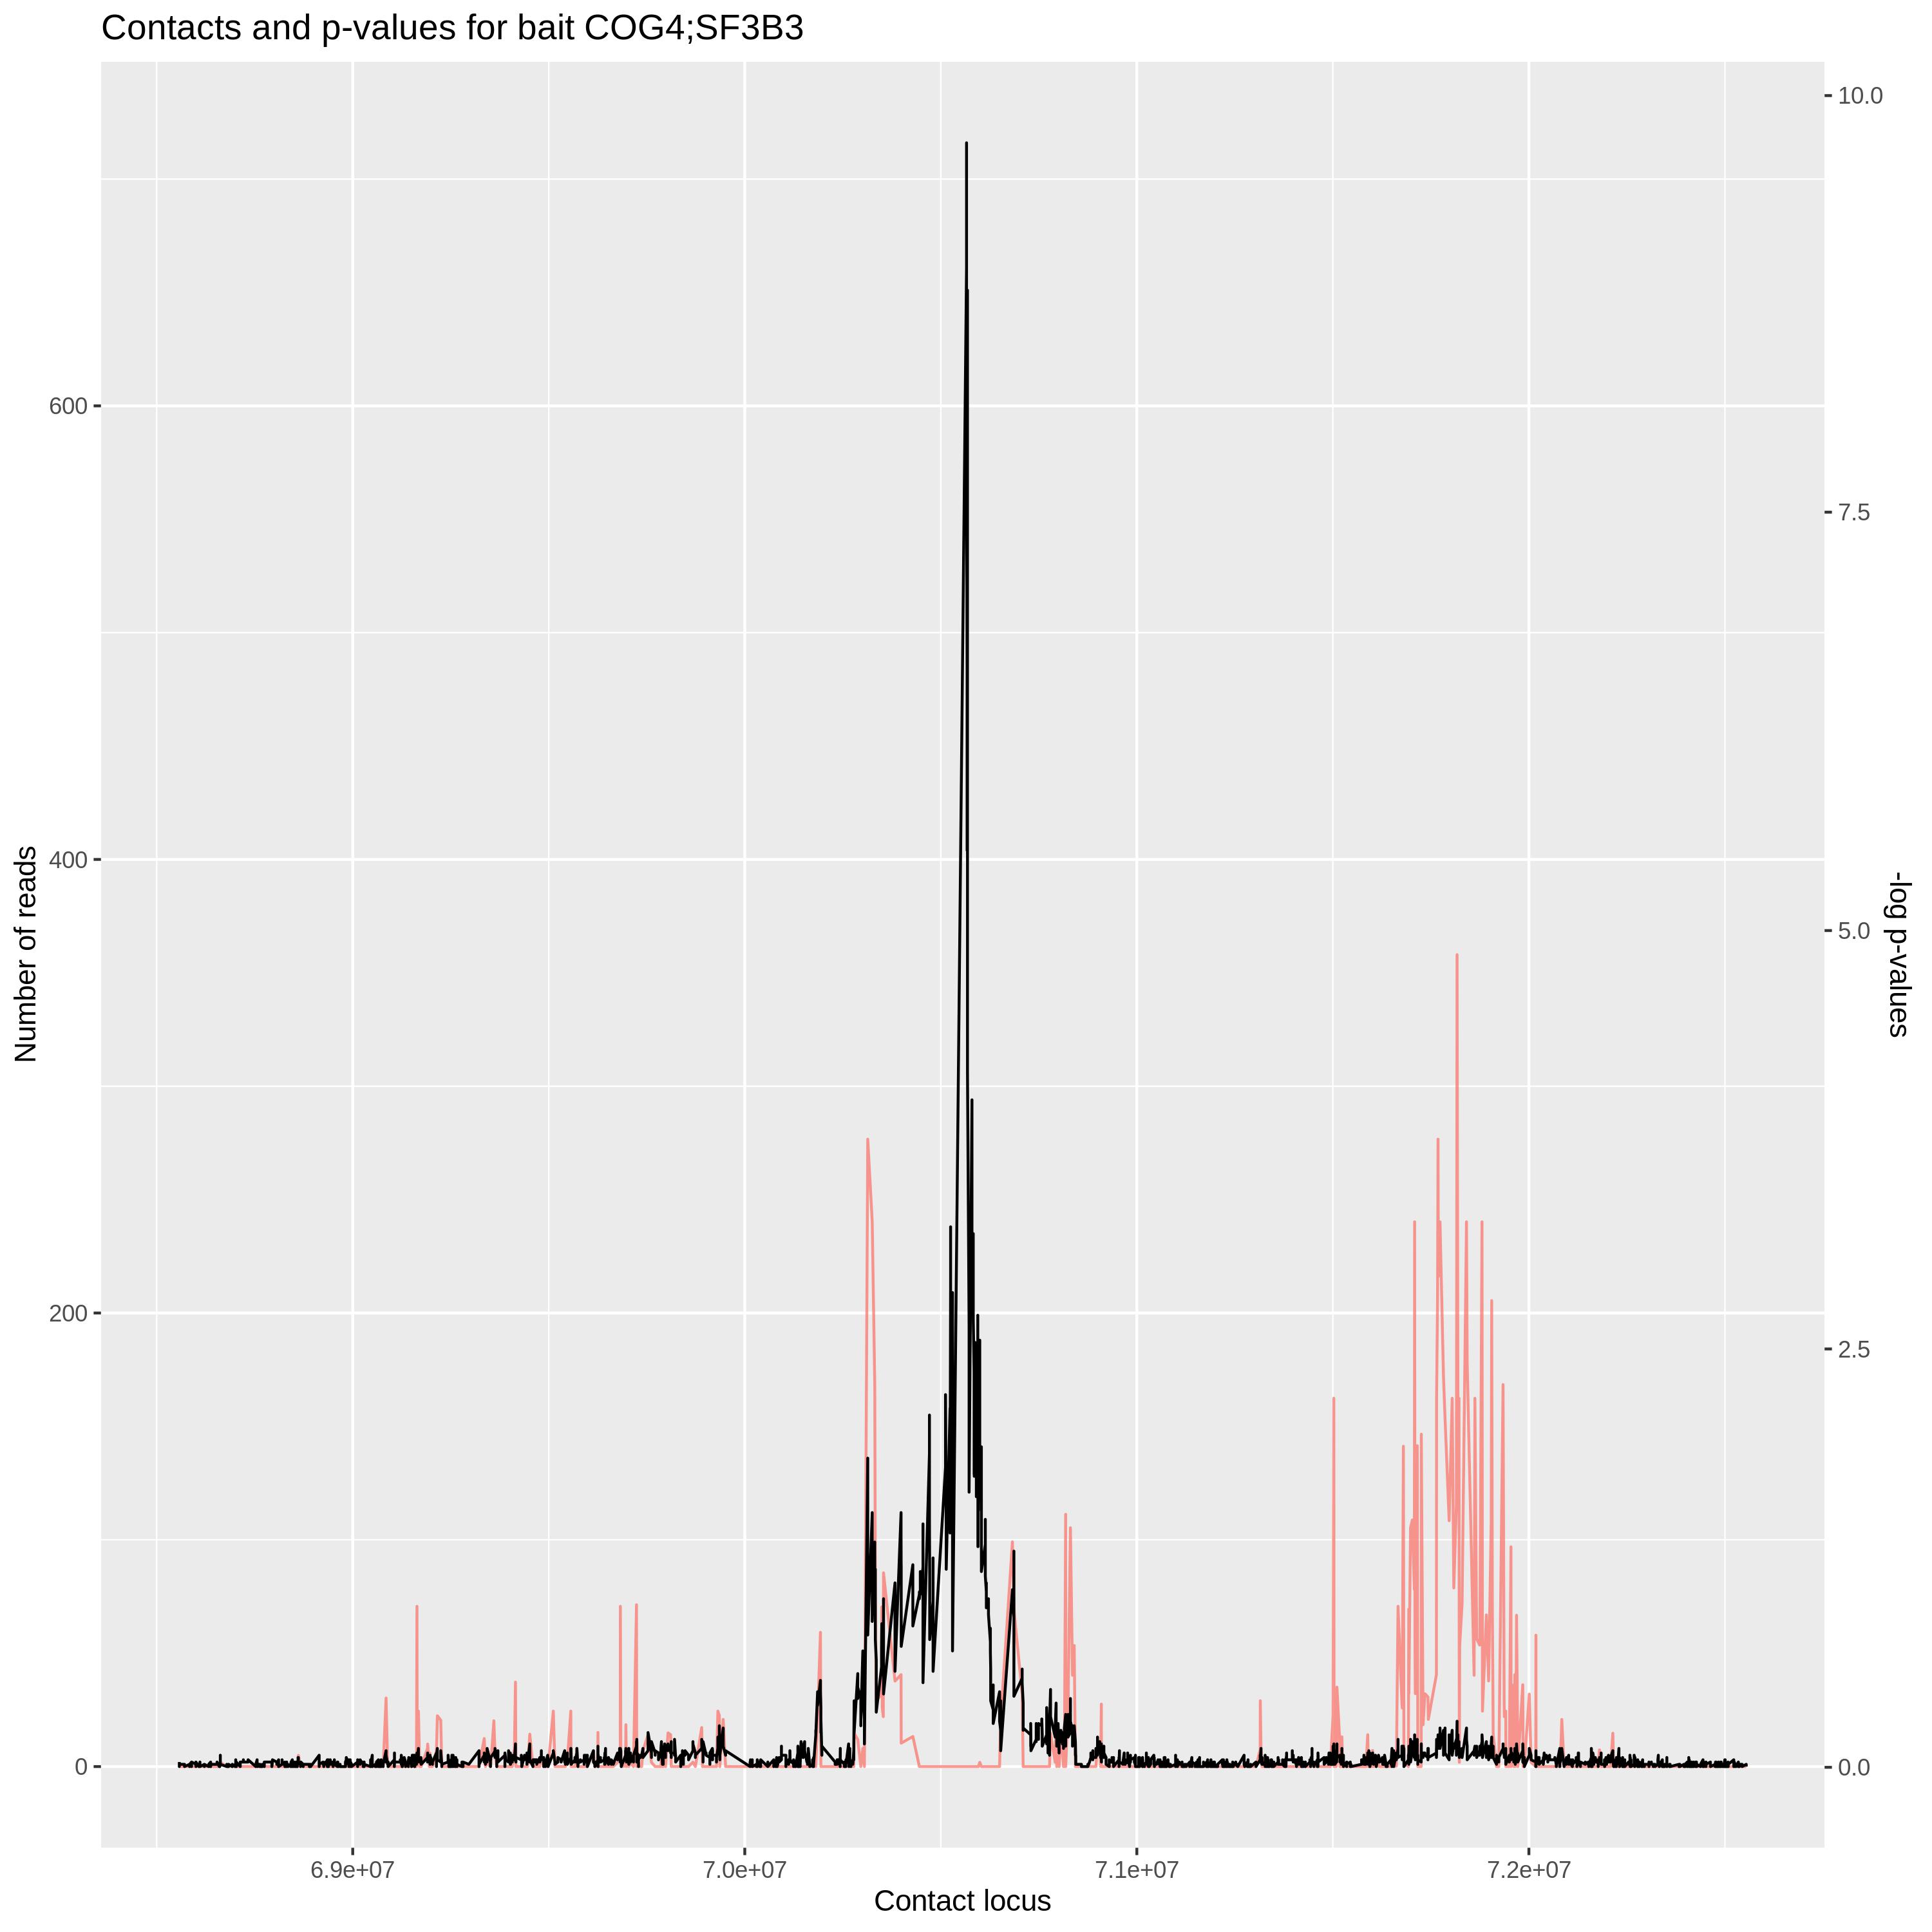 Contacts and p-values for bait COG4;SF3B3
Number of reads
600
400
200
0
10.0
7.5
5.0
2.5
0.0
-log p-values
6.9e+07
7.0e+07
7.1e+07
7.2e+07
Contact locus